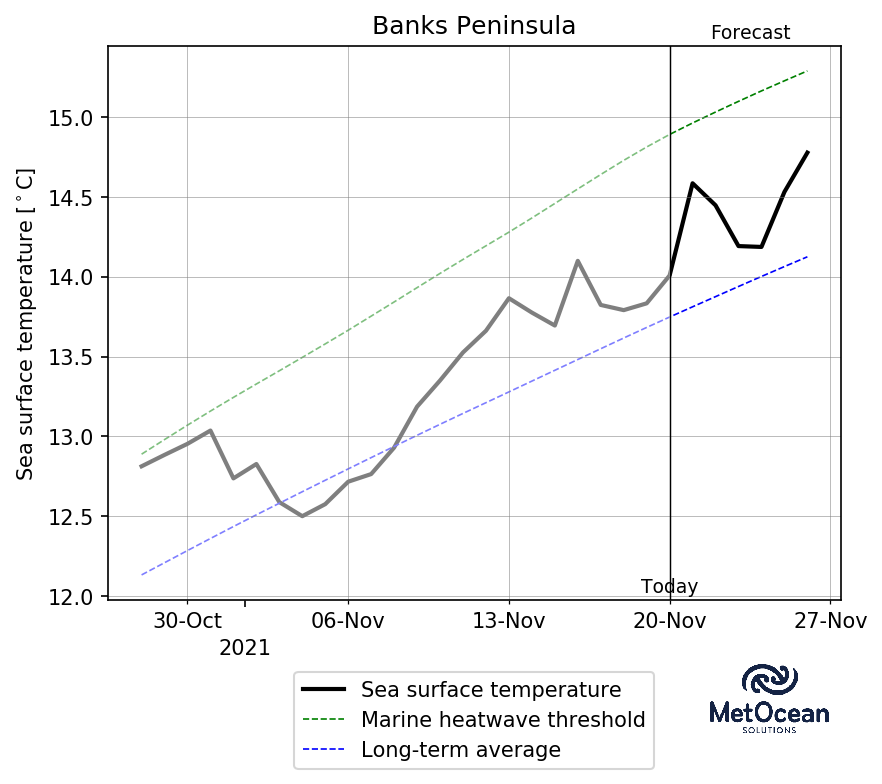 Banks Peninsula
Forecast
Sea surface temperature [°C]
15.0
14.5
14.0
13.5
13.0
12.5
12.0
Today
30-Oct 06-Nov 13-Nov 20-Nov 27-Nov
2021
Sea surface temperature
Marine heatwave threshold
Long-term average
MetOcean
SOLUTIONS